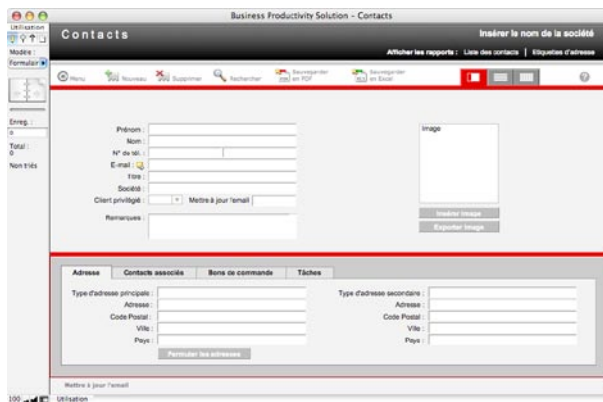 Business Productivity Solution - Contacts
Utilisation
Contacts
Insérer le nom de la société
Modèle :
Formulaire
Afficher les rapports : Liste des contacts | Etiquettes d'adresse
Menu Nouveau Supprimer Rechercher Sauvegarder en PDF Sauvegarder en Excel
Enreg. :
0
Total :
0
Non triés
Prénom :
Nom :
N° de tél. :
E-mail :
Titre :
Société :
Client privilégié : Mettre à jour l'email
Remarques :
Image
Insérer image
Exporter image
Adresse Contacts associés Bons de commande Tâches
Type d'adresse principale : Type d'adresse secondaire :
Adresse : Adresse :
Code Postal : Code Postal :
Ville : Ville :
Pays : Pays :
Permuter les adresses
Mettre à jour l'email
100 Utilisation